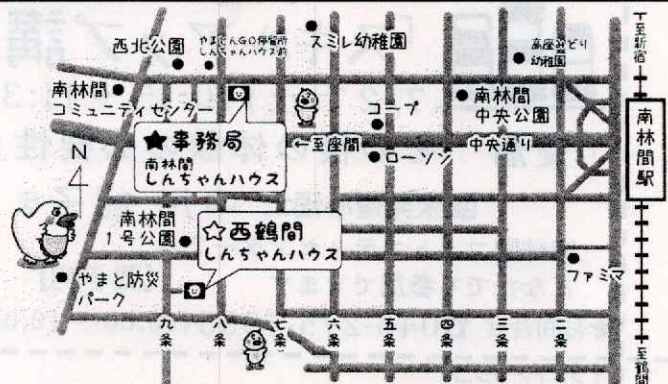 西北公園
やまとんGO停留所
しんちゃんハウス前
スミレ幼稚園
高座みどり
幼稚園
至新宿
南林間
コミュニティセンター
コープ
南林間
中央公園
★事務局
南林間
しんちゃんハウス
←至座間
中央通り
ローソン
南林間駅
N
南林間
1号公園
☆西鶴間
しんちゃんハウス
やまと防災
パーク
ファミマ
九条
八条
七条
六条
五条
四条
三条
二条
至鶴間